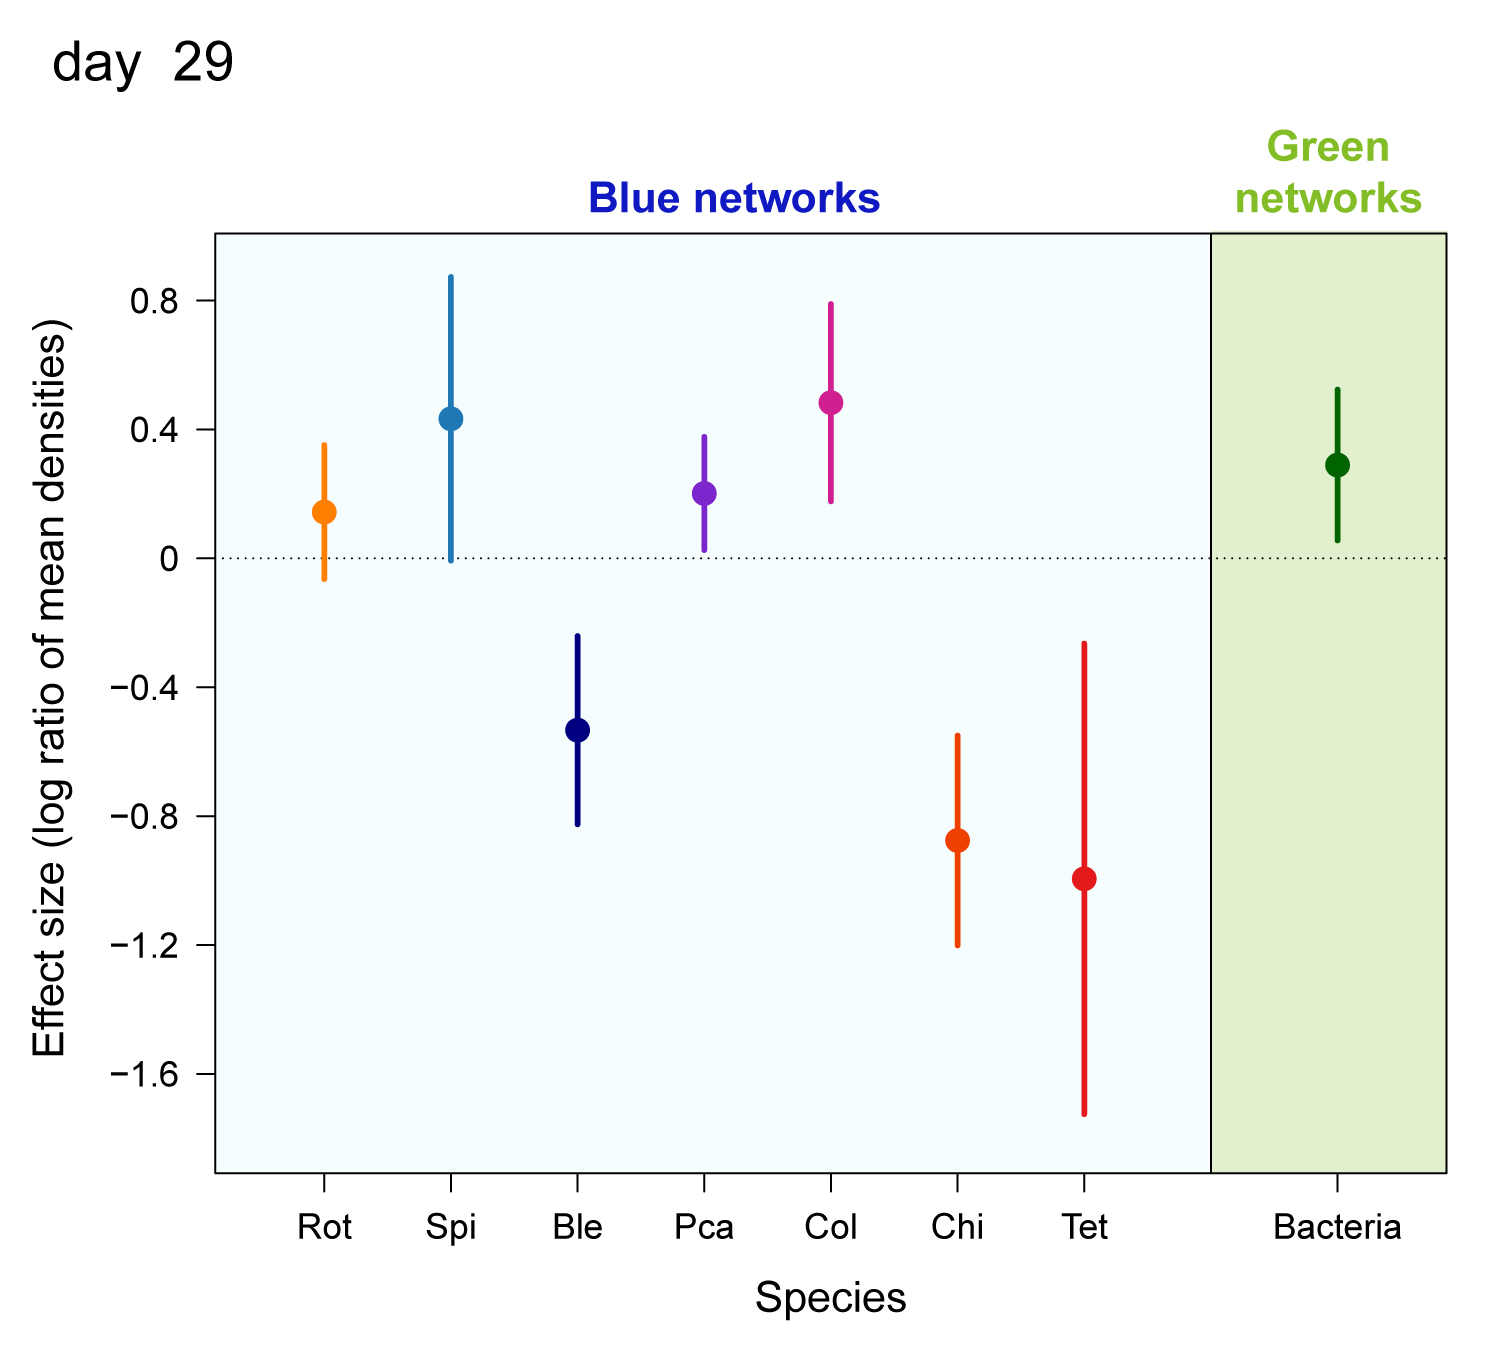 day 29
Green
networks
Blue networks
Effect size (log ratio of mean densities)
0.8
0.4
0
−0.4
−0.8
−1.2
−1.6
Rot Spi Ble Pca Col Chi Tet Bacteria
Species